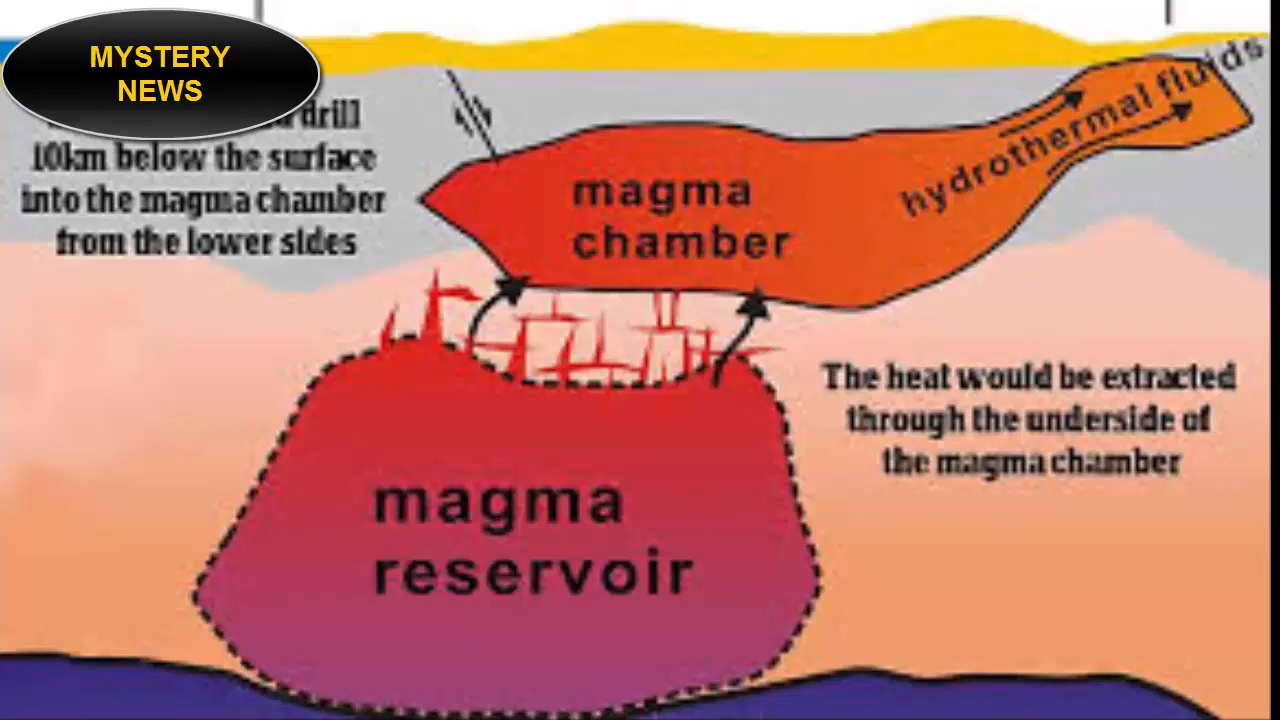 MYSTERY
NEWS
drill
10km below the surface
into the magma chamber
from the lower sides
magma
chamber
hydrothermal fluids
The heat would be extracted
through the underside of
the magma chamber
magma
reservoir